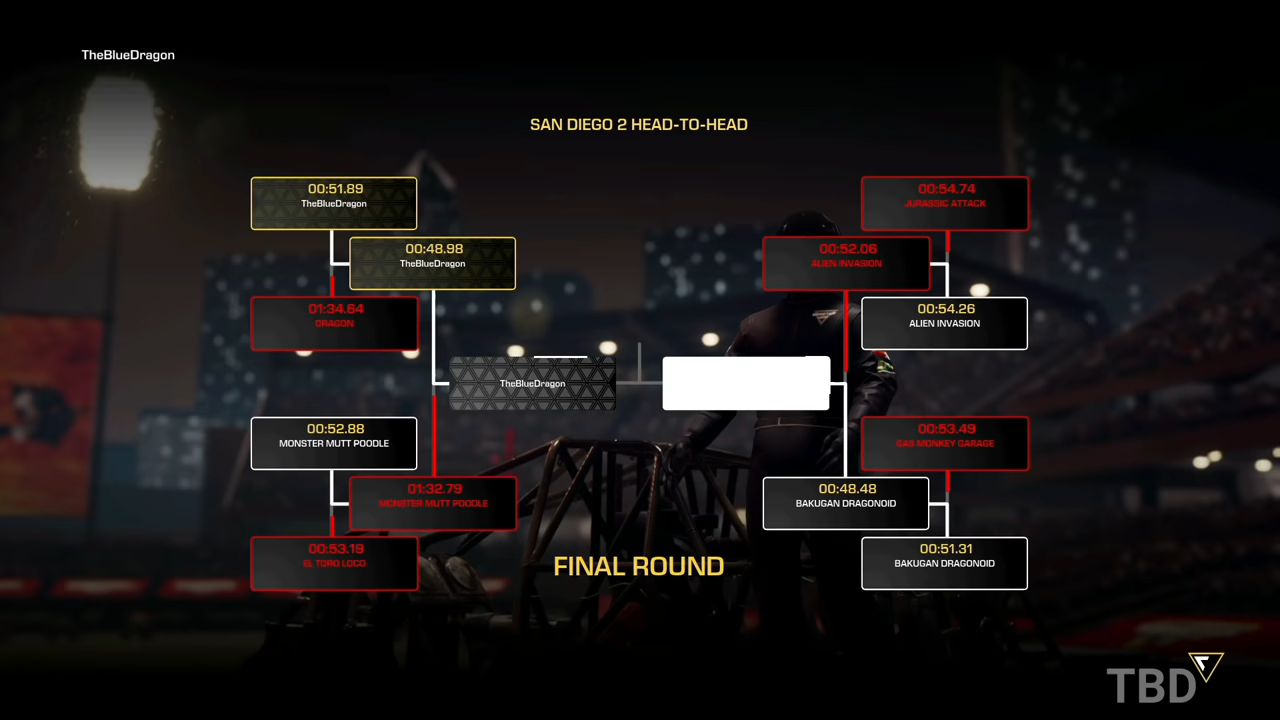 TheBlueDragon
SAN DIEGO 2 HEAD-TO-HEAD
00:51.89
TheBlueDragon
00:48.98
TheBlueDragon
01:34.64
DRAGON
00:52.88
MONSTER MUTT POODLE
01:32.79
MONSTER MUTT POODLE
00:53.19
EL TORO LOCO
TheBlueDragon
00:54.74
JURASSIC ATTACK
00:52.06
ALIEN INVASION
00:54.26
ALIEN INVASION
00:53.49
GAS MONKEY GARAGE
00:48.48
BAKUGAN DRAGONOID
00:51.31
BAKUGAN DRAGONOID
FINAL ROUND
TBD